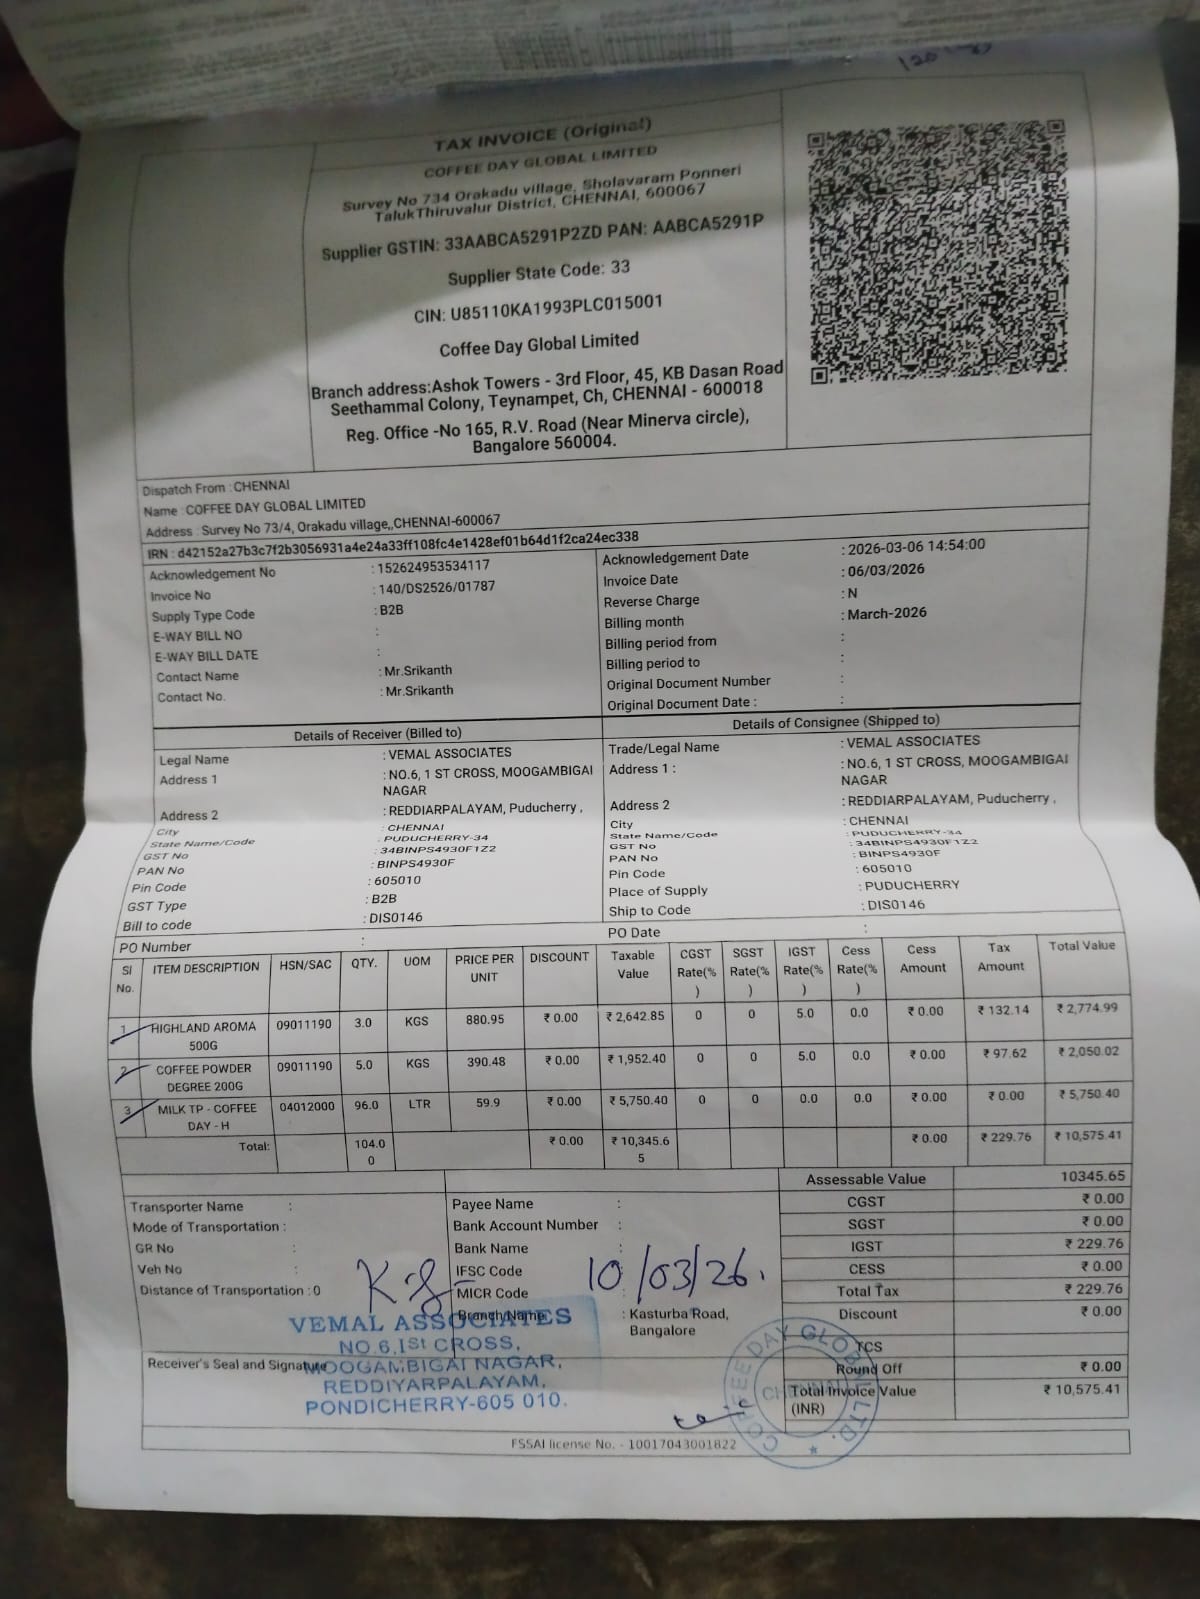 TAX INVOICE (Original)
COFFEE DAY GLOBAL LIMITED
Survey No 734 Orakadu village, Sholavaram Ponneri
TalukThiruvalur District, CHENNAI, 600067
Supplier GSTIN: 33AABCA5291P2ZD PAN: AABCA5291P
Supplier State Code: 33
CIN: U85110KA1993PLC015001
Coffee Day Global Limited
Branch address:Ashok Towers - 3rd Floor, 45, KB Dasan Road
Seethammal Colony, Teynampet, Ch, CHENNAI - 600018
Reg. Office -No 165, R.V. Road (Near Minerva circle),
Bangalore 560004.
Dispatch From : CHENNAI
Name : COFFEE DAY GLOBAL LIMITED
Address : Survey No 73/4, Orakadu village,,CHENNAI-600067
IRN : d42152a27b3c7f2b3056931a4e24a33ff108fc4e1428ef01b64d1f2ca24ec338
Acknowledgement No : 152624953534117 Acknowledgement Date : 2026-03-06 14:54:00
Invoice No : 140/DS2526/01787 Invoice Date : 06/03/2026
Supply Type Code : B2B Reverse Charge : N
E-WAY BILL NO : Billing month : March-2026
E-WAY BILL DATE : Billing period from :
Contact Name : Mr.Srikanth Billing period to :
Contact No. : Mr.Srikanth Original Document Number :
Original Document Date : :
Details of Receiver (Billed to) Details of Consignee (Shipped to)
Legal Name : VEMAL ASSOCIATES Trade/Legal Name : VEMAL ASSOCIATES
Address 1 : NO.6, 1 ST CROSS, MOOGAMBIGAI NAGAR Address 1 : : NO.6, 1 ST CROSS, MOOGAMBIGAI NAGAR
Address 2 : REDDIARPALAYAM, Puducherry , Address 2 : REDDIARPALAYAM, Puducherry ,
City : CHENNAI City : CHENNAI
State Name/Code : PUDUCHERRY-34 State Name/Code : PUDUCHERRY-34
GST No : 34BINPS4930F1Z2 GST No : 34BINPS4930F1Z2
PAN No : BINPS4930F PAN No : BINPS4930F
Pin Code : 605010 Pin Code : 605010
GST Type : B2B Place of Supply : PUDUCHERRY
Bill to code : DIS0146 Ship to Code : DIS0146
PO Number : PO Date :
SI No. ITEM DESCRIPTION HSN/SAC QTY. UOM PRICE PER UNIT DISCOUNT Taxable Value CGST Rate(%) SGST Rate(%) IGST Rate(%) Cess Rate(%) Cess Amount Tax Amount Total Value
1 HIGHLAND AROMA 500G 09011190 3.0 KGS 880.95 ₹ 0.00 ₹ 2,642.85 0 0 5.0 0.0 ₹ 0.00 ₹ 132.14 ₹ 2,774.99
2 COFFEE POWDER DEGREE 200G 09011190 5.0 KGS 390.48 ₹ 0.00 ₹ 1,952.40 0 0 5.0 0.0 ₹ 0.00 ₹ 97.62 ₹ 2,050.02
3 MILK TP - COFFEE DAY - H 04012000 96.0 LTR 59.9 ₹ 0.00 ₹ 5,750.40 0 0 0.0 0.0 ₹ 0.00 ₹ 0.00 ₹ 5,750.40
Total: 104.00 ₹ 0.00 ₹ 10,345.65 ₹ 0.00 ₹ 229.76 ₹ 10,575.41
Assessable Value 10345.65
Transporter Name : Payee Name : CGST ₹ 0.00
Mode of Transportation : Bank Account Number : SGST ₹ 0.00
GR No : Bank Name : IGST ₹ 229.76
Veh No : IFSC Code CESS ₹ 0.00
Distance of Transportation : 0 MICR Code : Total Tax ₹ 229.76
10/03/26.
Branch Name : Kasturba Road, Bangalore Discount ₹ 0.00
TCS
Receiver's Seal and Signature Round Off ₹ 0.00
Total Invoice Value (INR) ₹ 10,575.41
VEMAL ASSOCIATES
NO.6,1St CROSS,
MOOGAMBIGAI NAGAR,
REDDIYARPALAYAM,
PONDICHERRY-605 010.
COFFEE DAY GLOBAL LTD.
CHENNAI
FSSAI license No. - 10017043001822